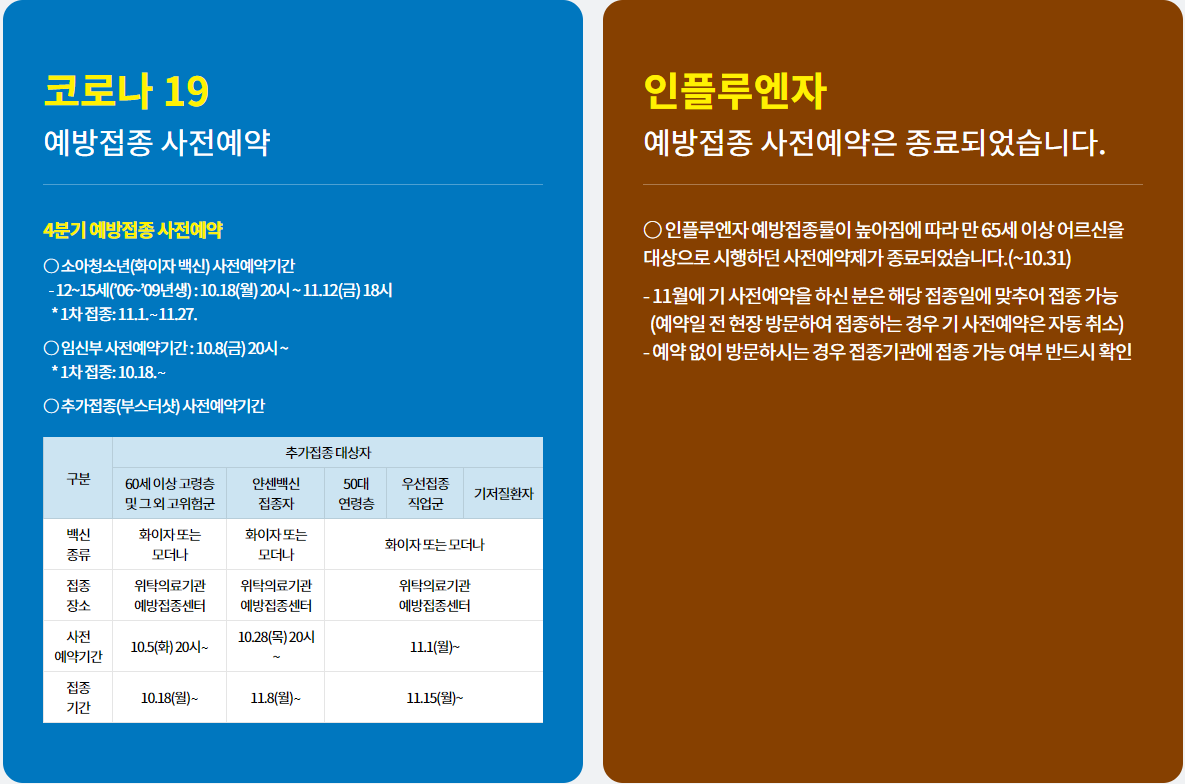 코로나 19
예방접종 사전예약
4분기 예방접종 사전예약
○ 소아청소년(화이자 백신) 사전예약기간
- 12~15세('06~'09년생) : 10.18(월) 20시 ~ 11.12(금) 18시
* 1차 접종: 11.1.~11.27.
○ 임신부 사전예약기간 : 10.8(금) 20시 ~
* 1차 접종: 10.18.~
○ 추가접종(부스터샷) 사전예약기간
구분
추가접종 대상자
60세 이상 고령층
및 그 외 고위험군
얀센백신
접종자
50대
연령층
우선접종
직업군
기저질환자
백신
종류
화이자 또는
모더나
화이자 또는
모더나
화이자 또는 모더나
접종
장소
위탁의료기관
예방접종센터
위탁의료기관
예방접종센터
위탁의료기관
예방접종센터
사전
예약기간
10.5(화) 20시~
10.28(목) 20시
~
11.1(월)~
접종
기간
10.18(월)~
11.8(월)~
11.15(월)~
인플루엔자
예방접종 사전예약은 종료되었습니다.
○ 인플루엔자 예방접종률이 높아짐에 따라 만 65세 이상 어르신을
대상으로 시행하던 사전예약제가 종료되었습니다.(~10.31)
- 11월에 기 사전예약을 하신 분은 해당 접종일에 맞추어 접종 가능
(예약일 전 현장 방문하여 접종하는 경우 기 사전예약은 자동 취소)
- 예약 없이 방문하시는 경우 접종기관에 접종 가능 여부 반드시 확인